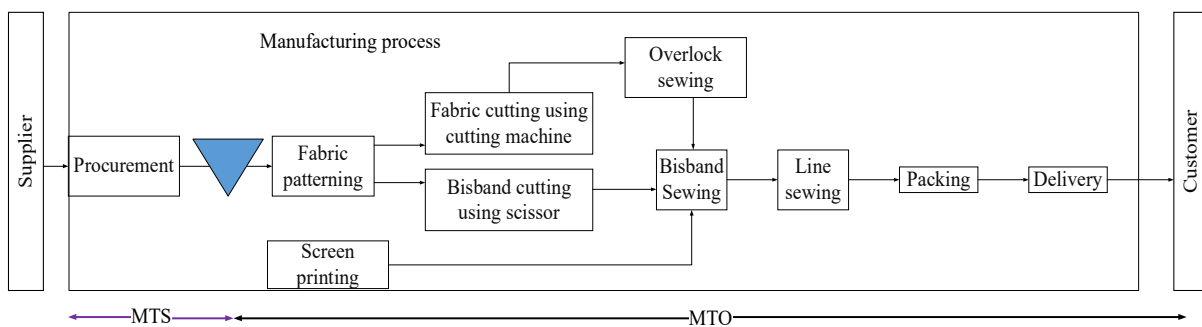 Supplier
Manufacturing process
Procurement
Fabric
patterning
Fabric cutting using
cutting machine
Bisband cutting
using scissor
Screen
printing
Overlock
sewing
Bisband
Sewing
Line
sewing
Packing
Delivery
Customer
MTS
MTO